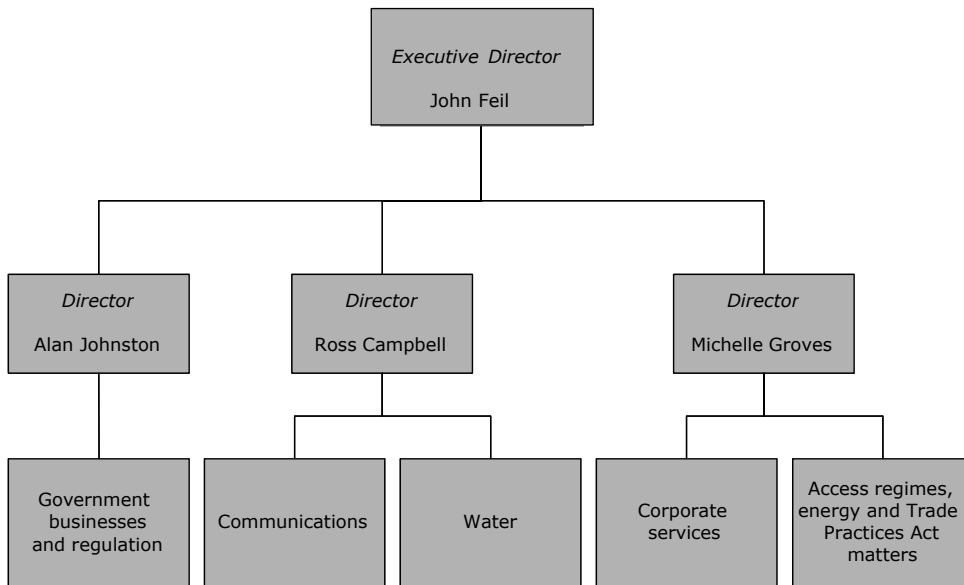 Executive Director
John Feil
Director
Alan Johnston
Director
Ross Campbell
Director
Michelle Groves
Government
businesses
and regulation
Communications
Water
Corporate
services
Access regimes,
energy and Trade
Practices Act
matters